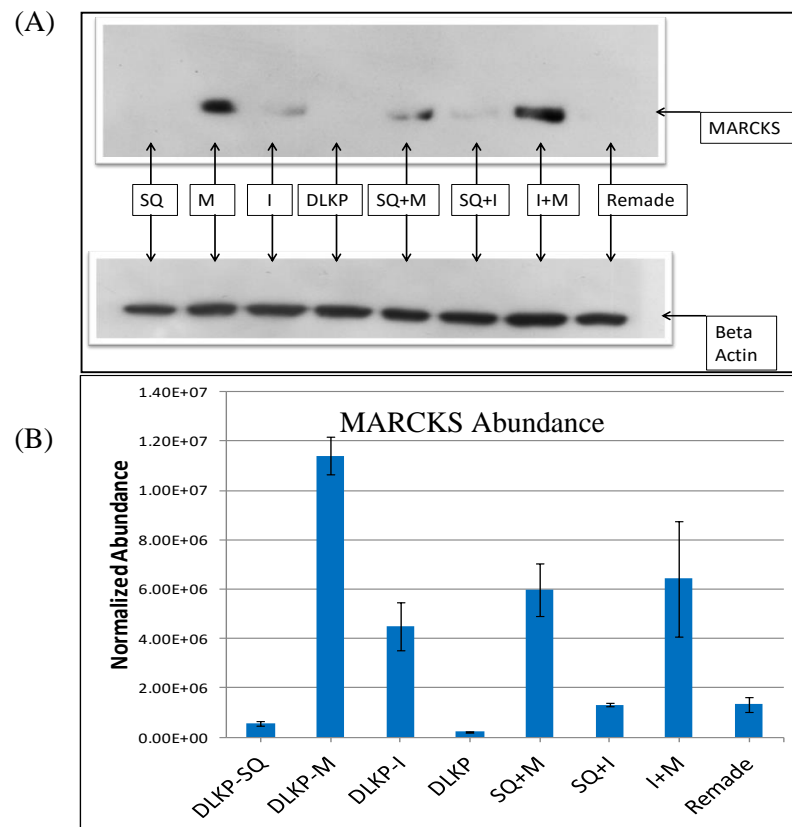 (A)
MARCKS
SQ M I DLKP SQ+M SQ+I I+M Remade
Beta
Actin
(B)
MARCKS Abundance
Normalized Abundance
1.40E+07
1.20E+07
1.00E+07
8.00E+06
6.00E+06
4.00E+06
2.00E+06
0.00E+00
DLKP-SQ DLKP-M DLKP-I DLKP SQ+M SQ+I I+M Remade